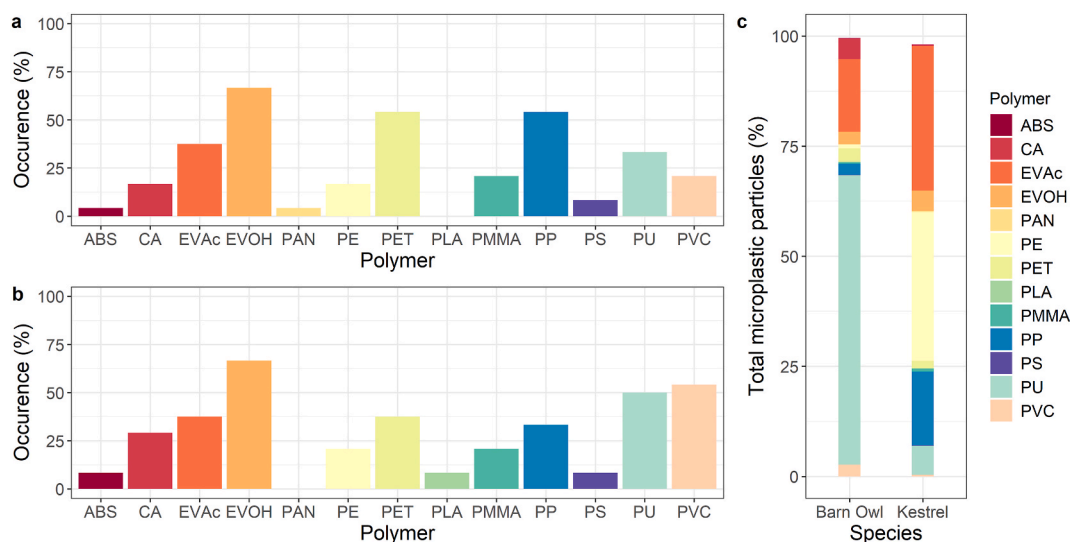 a
100
75
50
25
0
Occurence (%)
ABS CA EVAc EVOH PAN PE PET PLA PMMA PP PS PU PVC
Polymer
b
100
75
50
25
0
Occurence (%)
ABS CA EVAc EVOH PAN PE PET PLA PMMA PP PS PU PVC
Polymer
c
100
75
50
25
0
Total microplastic particles (%)
Barn Owl Kestrel
Species
Polymer
ABS
CA
EVAc
EVOH
PAN
PE
PET
PLA
PMMA
PP
PS
PU
PVC